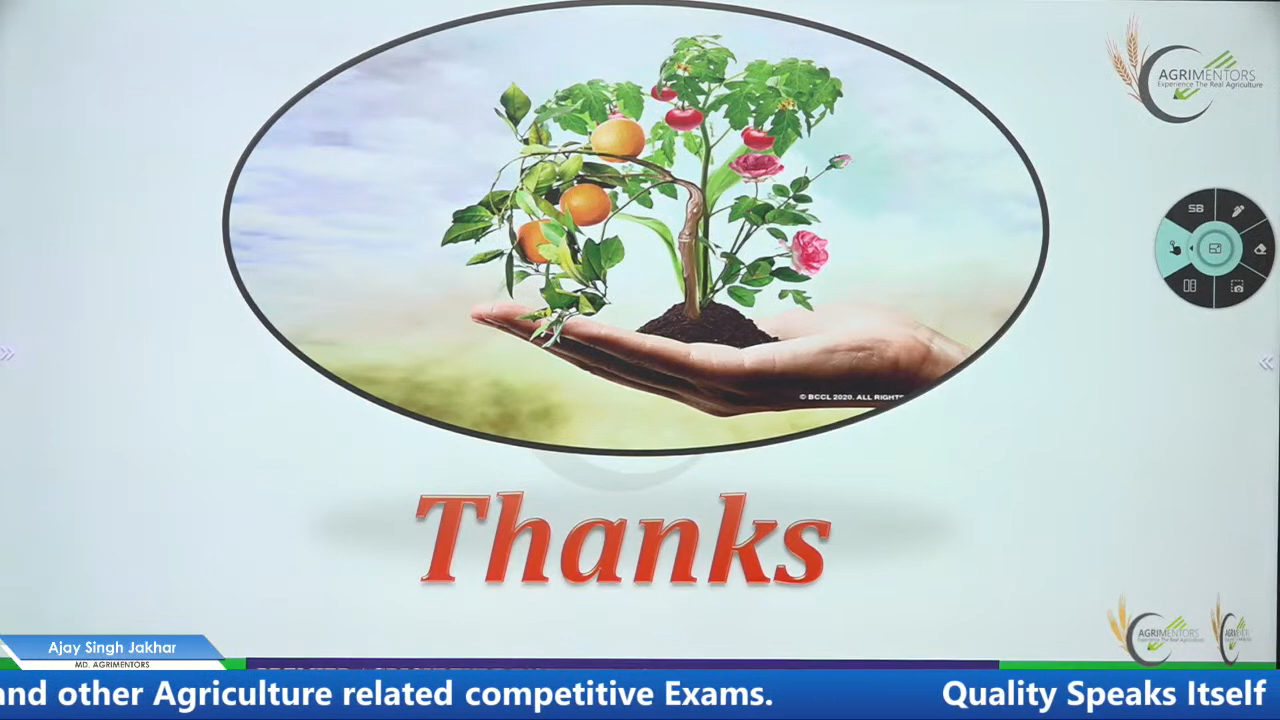 AGRIMENTORS
Experience The Real Agriculture
SB
© BCCL 2020. ALL RIGHTS
Thanks
AGRIMENTORS
Ajay Singh Jakhar
MD. AGRIMENTORS
and other Agriculture related competitive Exams.
Quality Speaks Itself